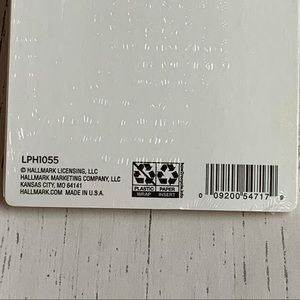 LPH1055
© HALLMARK LICENSING, LLC
HALLMARK MARKETING COMPANY, LLC
KANSAS CITY, MO 64141
HALLMARK.COM MADE IN U.S.A.
PLASTIC PAPER
WRAP INSERT
0 09200 54717 9